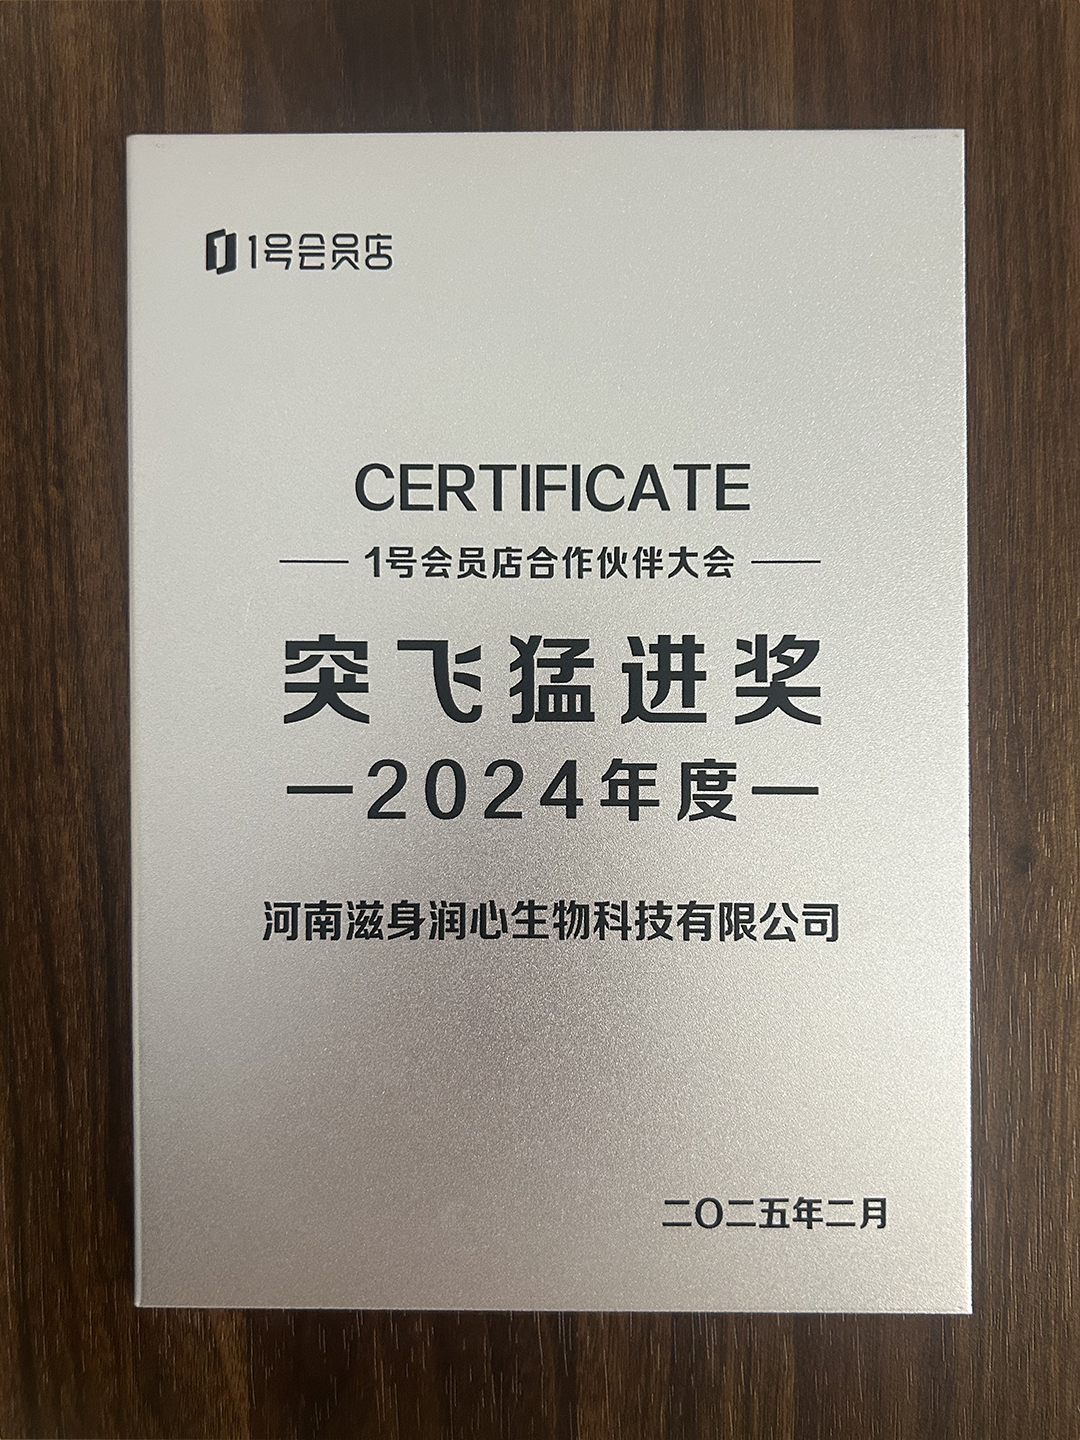 1号会员店
CERTIFICATE
1号会员店合作伙伴大会
突飞猛进奖
2024年度
河南滋身润心生物科技有限公司
二〇二五年二月